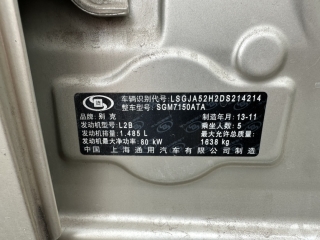 车辆识别代号: LSGJA52H2DS214214
整车型号: SGM7150ATA
品牌: 别克 制造年月: 13-11
发动机型号: L2B 乘坐人数: 5
发动机排量: 1.485 L 最大允许总质量:
发动机最大净功率: 80 kW 1638 kg
中国 上海通用汽车有限公司